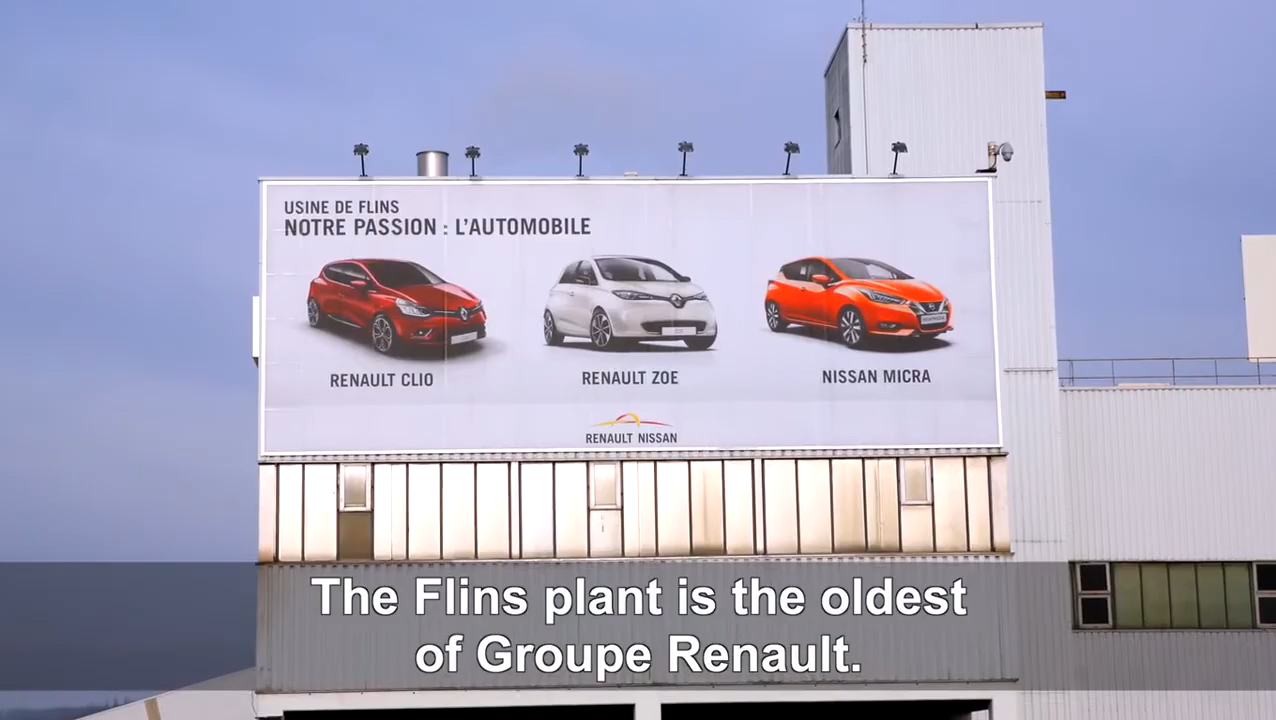 USINE DE FLINS
NOTRE PASSION : L'AUTOMOBILE
RENAULT CLIO
RENAULT ZOE
NISSAN MICRA
RENAULT NISSAN
The Flins plant is the oldest
of Groupe Renault.